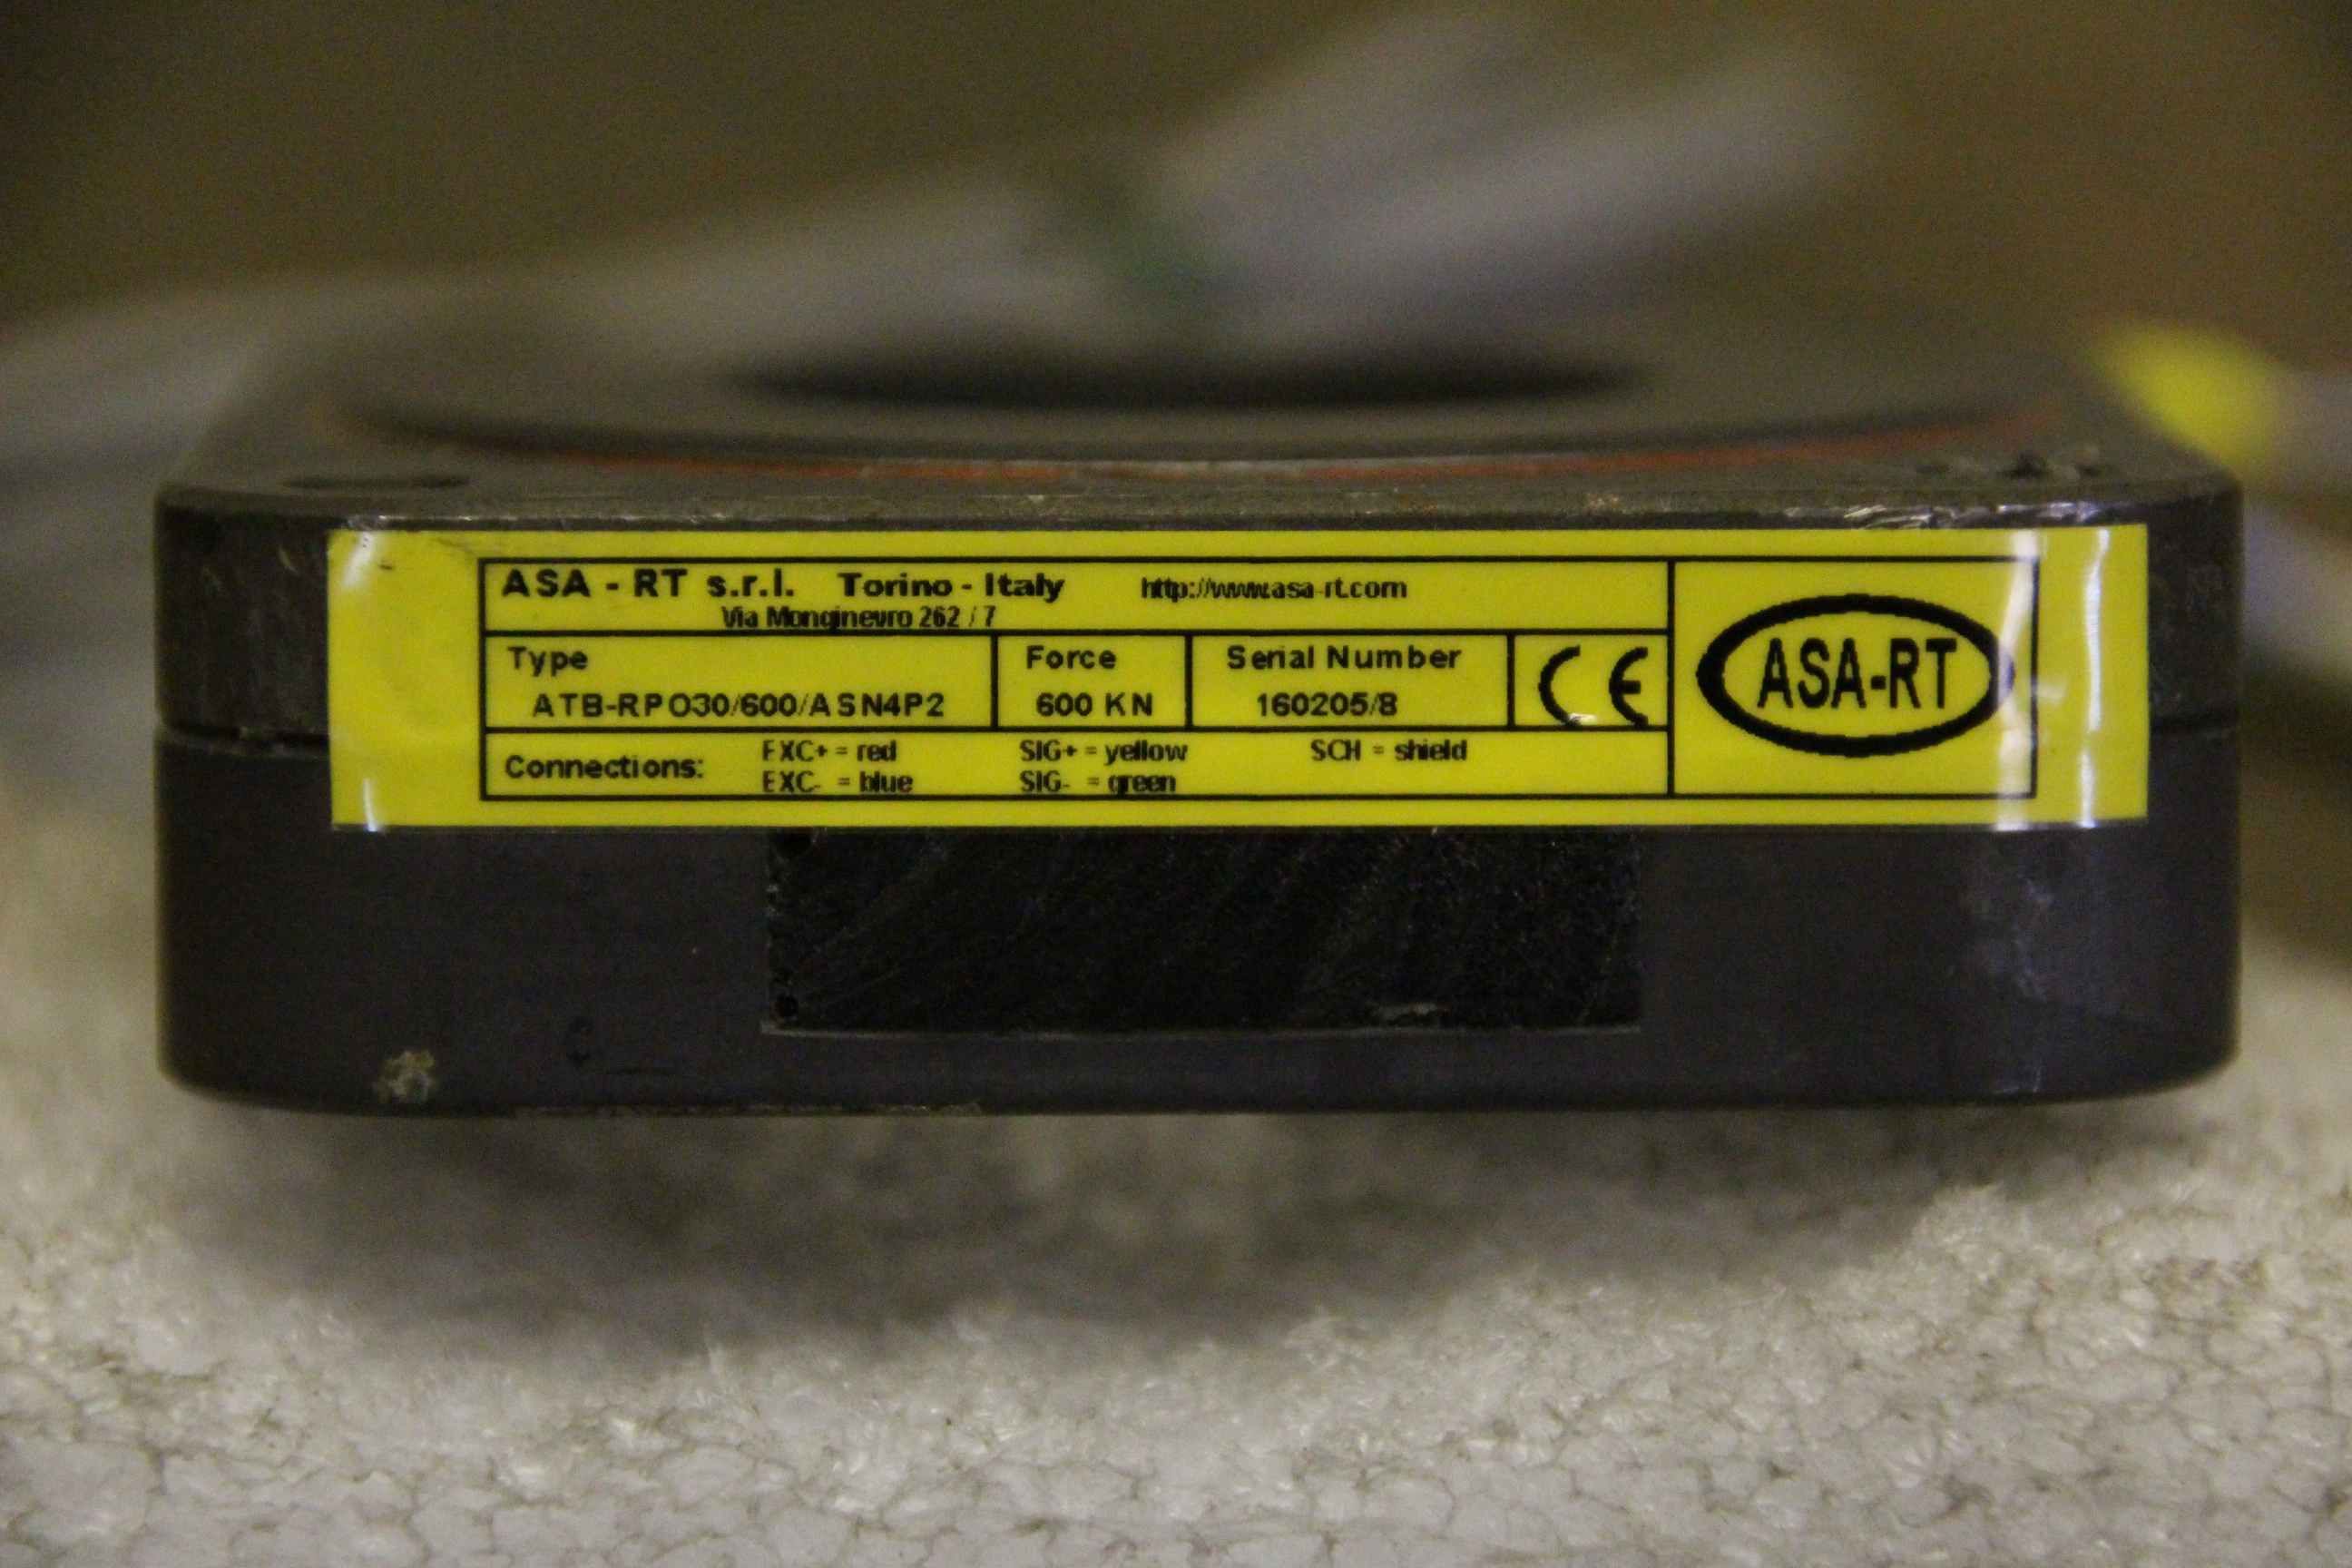 ASA - RT s.r.l. Torino - Italy http://www.asa-rt.com
Via Monginevro 262 / 7
Type Force Serial Number
ATB-RPO30/600/ASN4P2 600 KN 160205/8 CE
ASA-RT
Connections: EXC+ = red SIG+ = yellow SCH = shield
EXC- = blue SIG- = green